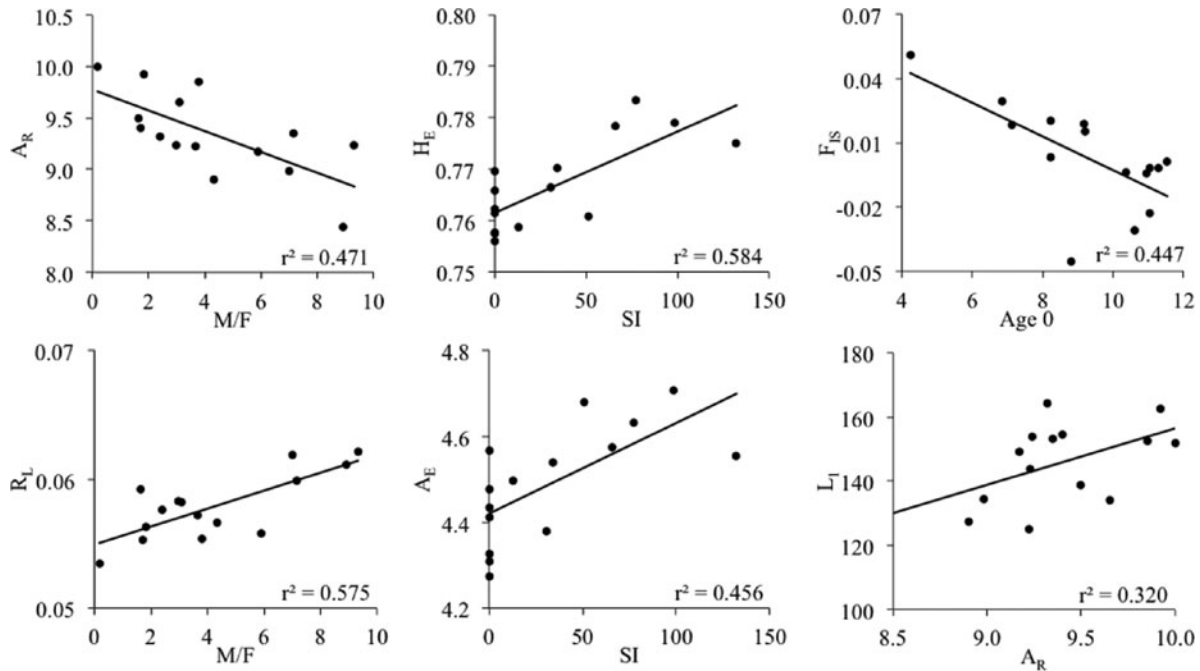 10.5
10.0
9.5
9.0
8.5
8.0
A_R
0 2 4 6 8 10
M/F
r² = 0.471
0.80
0.79
0.78
0.77
0.76
0.75
H_E
0 50 100 150
SI
r² = 0.584
0.07
0.04
0.01
-0.02
-0.05
F_IS
4 6 8 10 12
Age 0
r² = 0.447
0.07
0.06
0.05
R_L
0 2 4 6 8 10
M/F
r² = 0.575
4.8
4.6
4.4
4.2
A_E
0 50 100 150
SI
r² = 0.456
180
160
140
120
100
L_1
8.5 9.0 9.5 10.0
A_R
r² = 0.320